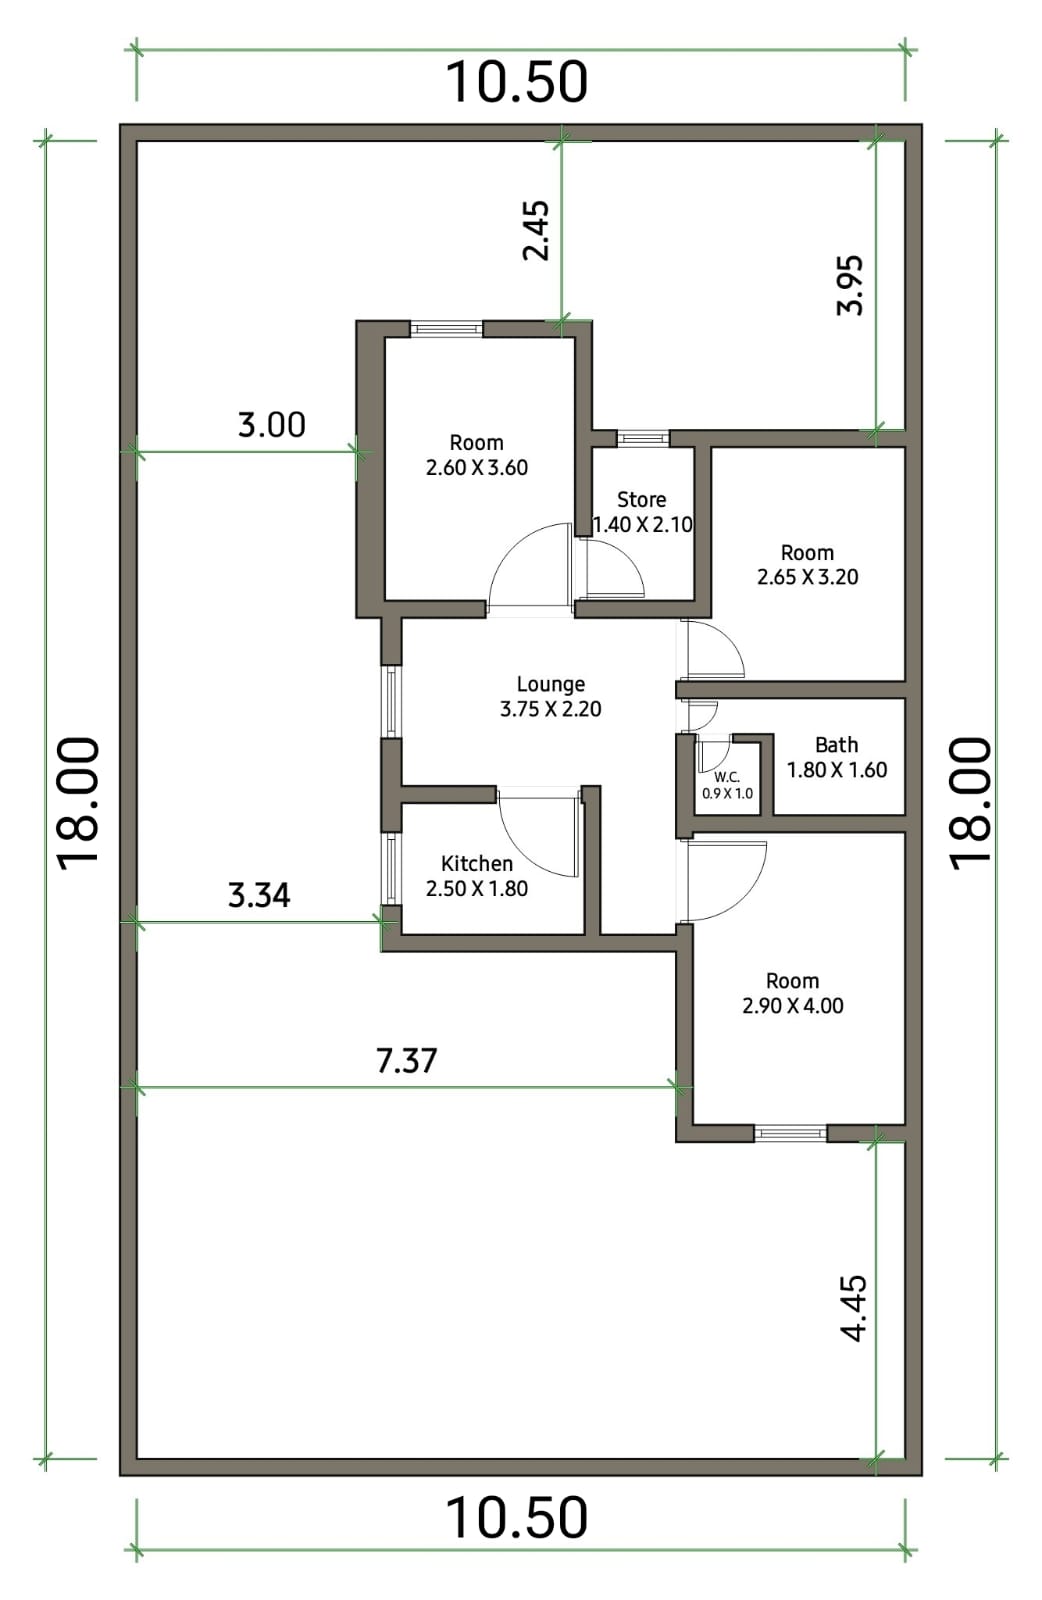 10.50
2.45
3.95
3.00
Room
2.60 X 3.60
Store
1.40 X 2.10
Room
2.65 X 3.20
Lounge
3.75 X 2.20
Bath
1.80 X 1.60
W.C.
0.9 X 1.0
18.00
18.00
Kitchen
2.50 X 1.80
3.34
Room
2.90 X 4.00
7.37
4.45
10.50